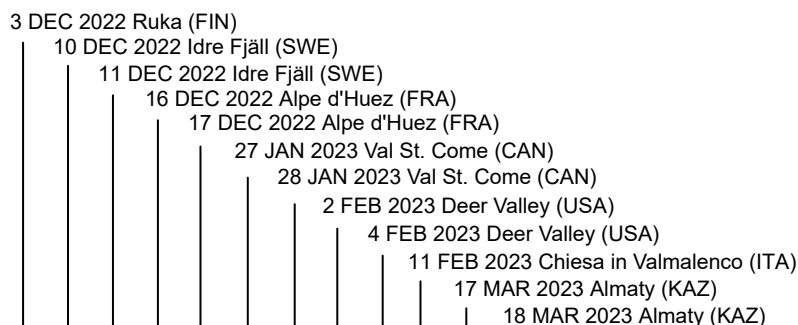 3 DEC 2022 Ruka (FIN)
10 DEC 2022 Idre Fjäll (SWE)
11 DEC 2022 Idre Fjäll (SWE)
16 DEC 2022 Alpe d'Huez (FRA)
17 DEC 2022 Alpe d'Huez (FRA)
27 JAN 2023 Val St. Come (CAN)
28 JAN 2023 Val St. Come (CAN)
2 FEB 2023 Deer Valley (USA)
4 FEB 2023 Deer Valley (USA)
11 FEB 2023 Chiesa in Valmalenco (ITA)
17 MAR 2023 Almaty (KAZ)
18 MAR 2023 Almaty (KAZ)